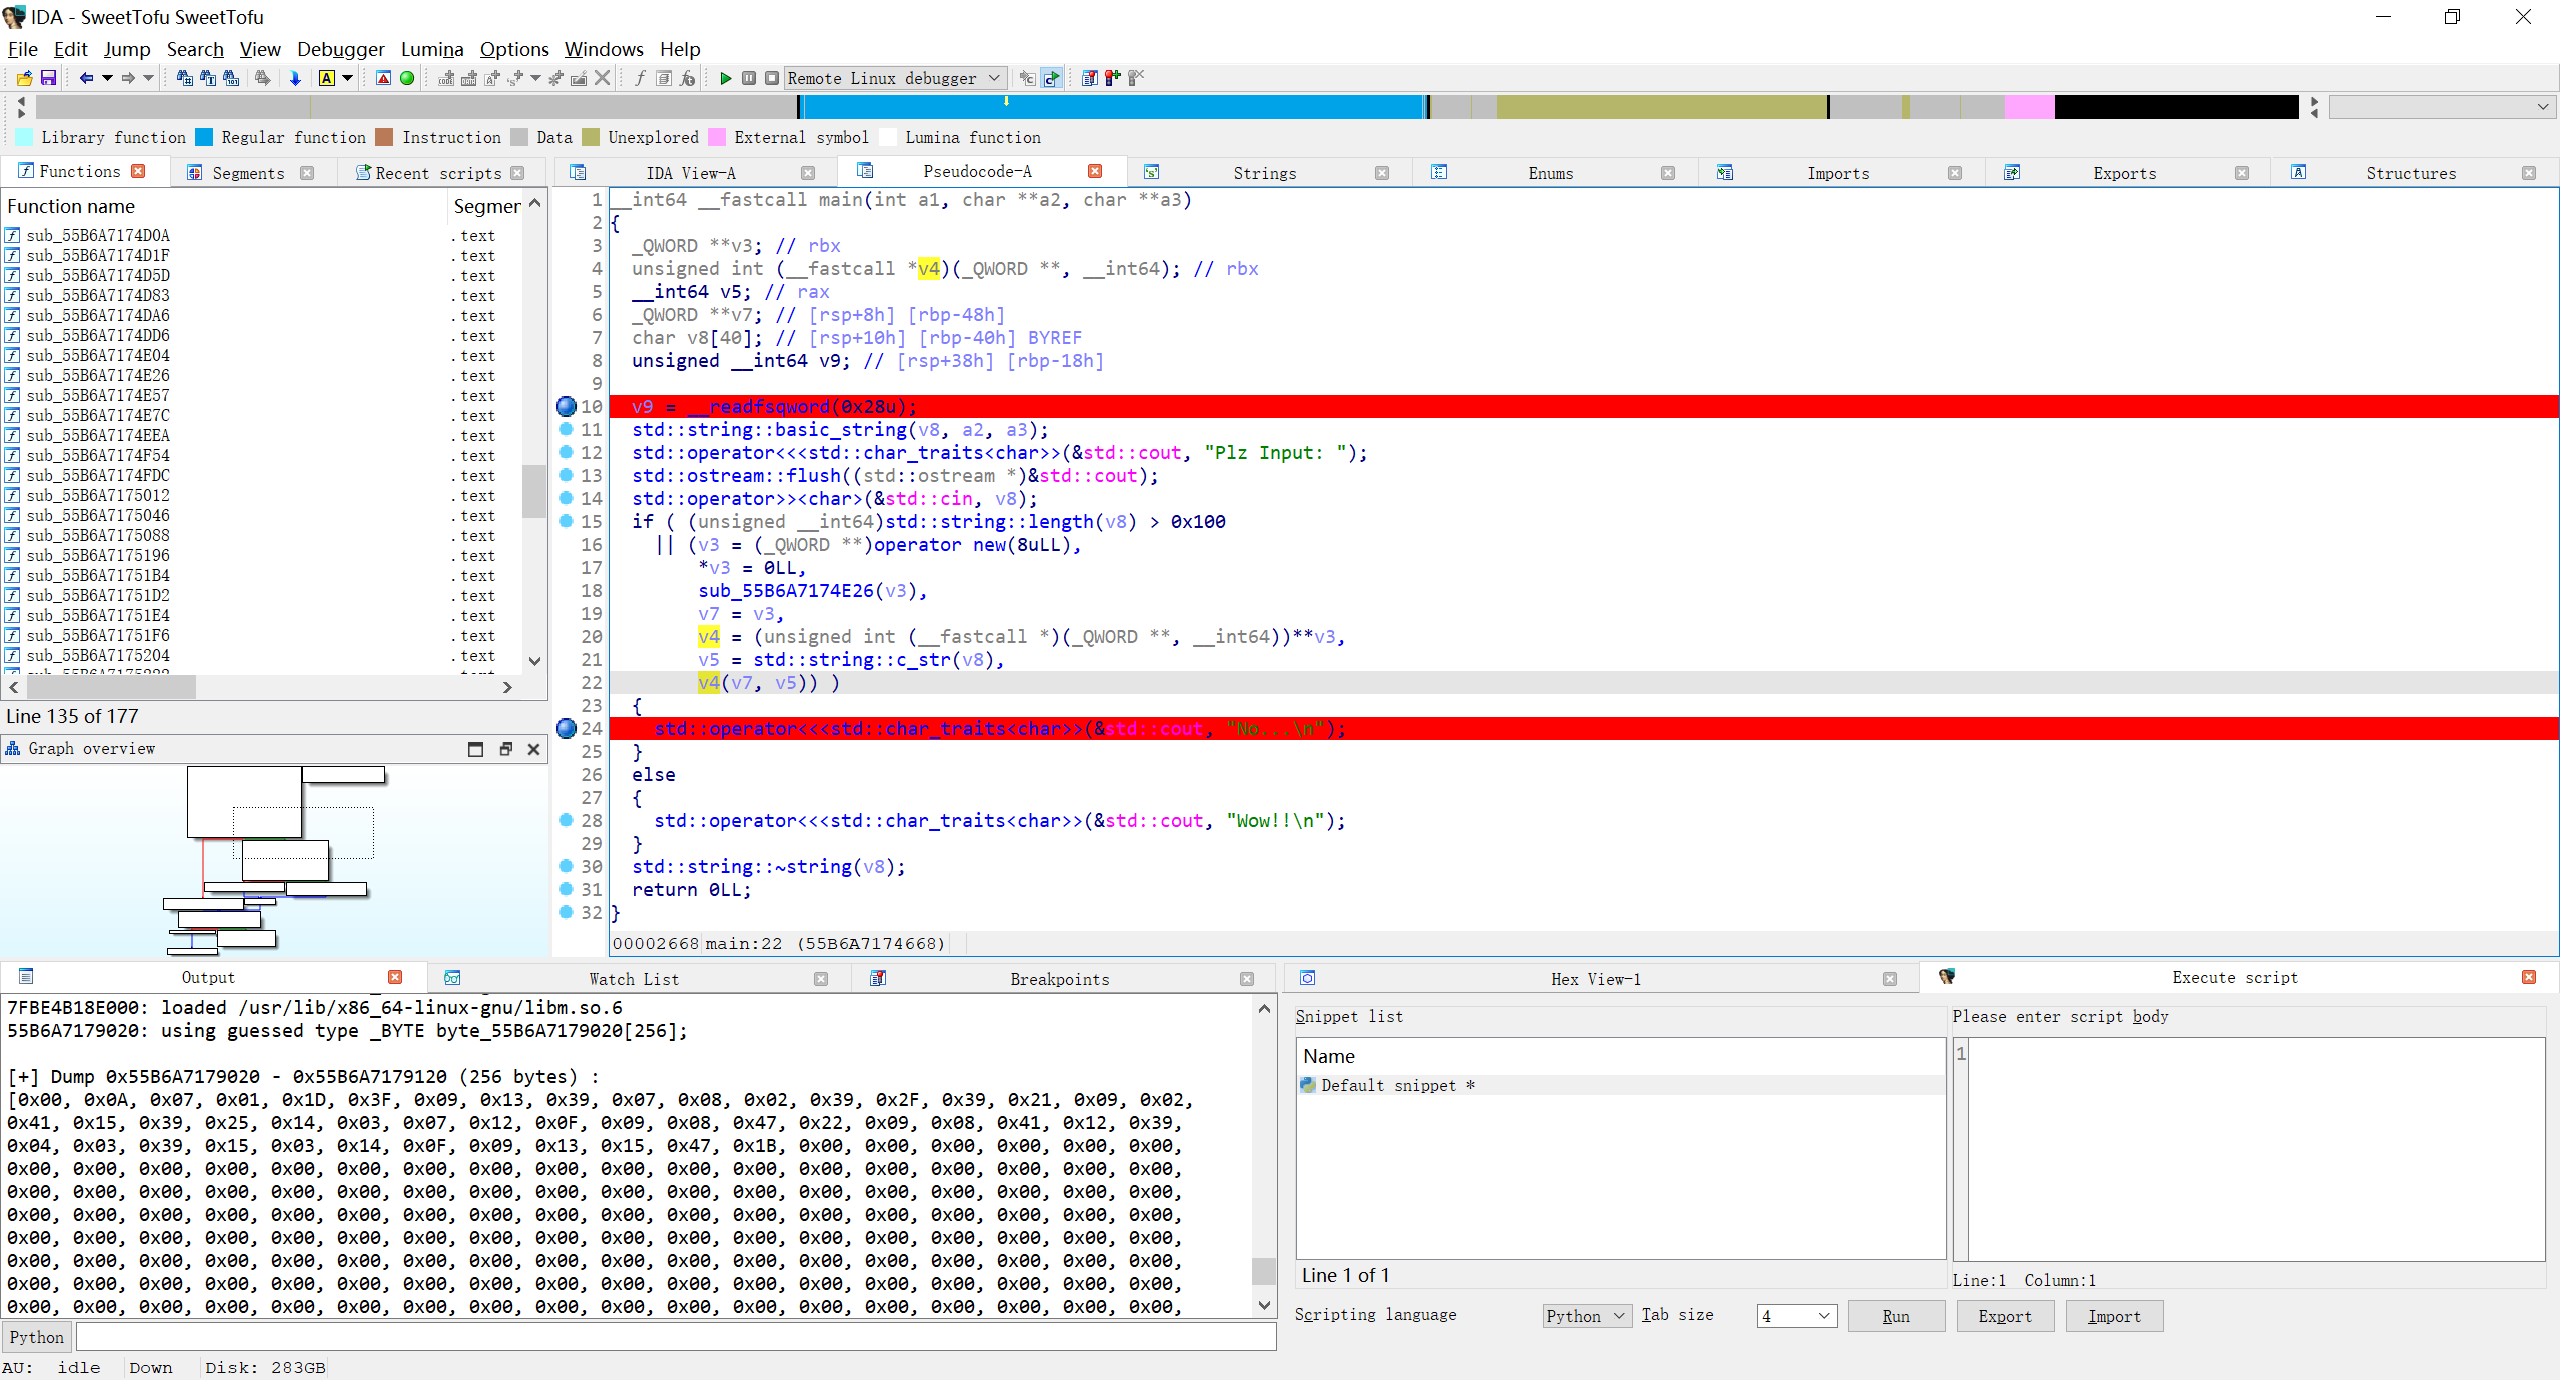 IDA - SweetTofu SweetTofu
File Edit Jump Search View Debugger Lumina Options Windows Help
Remote Linux debugger
Library function Regular function Instruction Data Unexplored External symbol Lumina function
Functions Segments Recent scripts IDA View-A Pseudocode-A Strings Enums Imports Exports Structures
Function name Segmen
sub_55B6A7174D0A .text
sub_55B6A7174D1F .text
sub_55B6A7174D5D .text
sub_55B6A7174D83 .text
sub_55B6A7174DA6 .text
sub_55B6A7174DD6 .text
sub_55B6A7174E04 .text
sub_55B6A7174E26 .text
sub_55B6A7174E57 .text
sub_55B6A7174E7C .text
sub_55B6A7174EEA .text
sub_55B6A7174F54 .text
sub_55B6A7174FDC .text
sub_55B6A7175012 .text
sub_55B6A7175046 .text
sub_55B6A7175088 .text
sub_55B6A7175196 .text
sub_55B6A71751B4 .text
sub_55B6A71751D2 .text
sub_55B6A71751E4 .text
sub_55B6A71751F6 .text
sub_55B6A7175204 .text
Line 135 of 177
Graph overview
1 __int64 __fastcall main(int a1, char **a2, char **a3)
2 {
3 _QWORD **v3; // rbx
4 unsigned int (__fastcall *v4)(_QWORD **, __int64); // rbx
5 __int64 v5; // rax
6 _QWORD **v7; // [rsp+8h] [rbp-48h]
7 char v8[40]; // [rsp+10h] [rbp-40h] BYREF
8 unsigned __int64 v9; // [rsp+38h] [rbp-18h]
9
10 v9 = __readfsqword(0x28u);
11 std::string::basic_string(v8, a2, a3);
12 std::operator<<<std::char_traits<char>>(&std::cout, "Plz Input: ");
13 std::ostream::flush((std::ostream *)&std::cout);
14 std::operator>><char>(&std::cin, v8);
15 if ( (unsigned __int64)std::string::length(v8) > 0x100
16 || (v3 = (_QWORD **)operator new(8uLL),
17 *v3 = 0LL,
18 sub_55B6A7174E26(v3),
19 v7 = v3,
20 v4 = (unsigned int (__fastcall *)(_QWORD **, __int64))**v3,
21 v5 = std::string::c_str(v8),
22 v4(v7, v5)) )
23 {
24 std::operator<<<std::char_traits<char>>(&std::cout, "No...\n");
25 }
26 else
27 {
28 std::operator<<<std::char_traits<char>>(&std::cout, "Wow!!\n");
29 }
30 std::string::~string(v8);
31 return 0LL;
32 }
00002668 main:22 (55B6A7174668)
Output Watch List Breakpoints Hex View-1 Execute script
7FBE4B18E000: loaded /usr/lib/x86_64-linux-gnu/libm.so.6
55B6A7179020: using guessed type _BYTE byte_55B6A7179020[256];
[+] Dump 0x55B6A7179020 - 0x55B6A7179120 (256 bytes) :
[0x00, 0x0A, 0x07, 0x01, 0x1D, 0x3F, 0x09, 0x13, 0x39, 0x07, 0x08, 0x02, 0x39, 0x2F, 0x39, 0x21, 0x09, 0x02,
0x41, 0x15, 0x39, 0x25, 0x14, 0x03, 0x07, 0x12, 0x0F, 0x09, 0x08, 0x47, 0x22, 0x09, 0x08, 0x41, 0x12, 0x39,
0x04, 0x03, 0x39, 0x15, 0x03, 0x14, 0x0F, 0x09, 0x13, 0x15, 0x47, 0x1B, 0x00, 0x00, 0x00, 0x00, 0x00, 0x00,
0x00, 0x00, 0x00, 0x00, 0x00, 0x00, 0x00, 0x00, 0x00, 0x00, 0x00, 0x00, 0x00, 0x00, 0x00, 0x00, 0x00, 0x00,
0x00, 0x00, 0x00, 0x00, 0x00, 0x00, 0x00, 0x00, 0x00, 0x00, 0x00, 0x00, 0x00, 0x00, 0x00, 0x00, 0x00, 0x00,
0x00, 0x00, 0x00, 0x00, 0x00, 0x00, 0x00, 0x00, 0x00, 0x00, 0x00, 0x00, 0x00, 0x00, 0x00, 0x00, 0x00, 0x00,
0x00, 0x00, 0x00, 0x00, 0x00, 0x00, 0x00, 0x00, 0x00, 0x00, 0x00, 0x00, 0x00, 0x00, 0x00, 0x00, 0x00, 0x00,
0x00, 0x00, 0x00, 0x00, 0x00, 0x00, 0x00, 0x00, 0x00, 0x00, 0x00, 0x00, 0x00, 0x00, 0x00, 0x00, 0x00, 0x00,
0x00, 0x00, 0x00, 0x00, 0x00, 0x00, 0x00, 0x00, 0x00, 0x00, 0x00, 0x00, 0x00, 0x00, 0x00, 0x00, 0x00, 0x00,
0x00, 0x00, 0x00, 0x00, 0x00, 0x00, 0x00, 0x00, 0x00, 0x00, 0x00, 0x00, 0x00, 0x00, 0x00, 0x00, 0x00, 0x00,
Python
Snippet list
Name
Default snippet *
Line 1 of 1
Please enter script body
1
Line:1 Column:1
Scripting language Python Tab size 4 Run Export Import
AU: idle Down Disk: 283GB